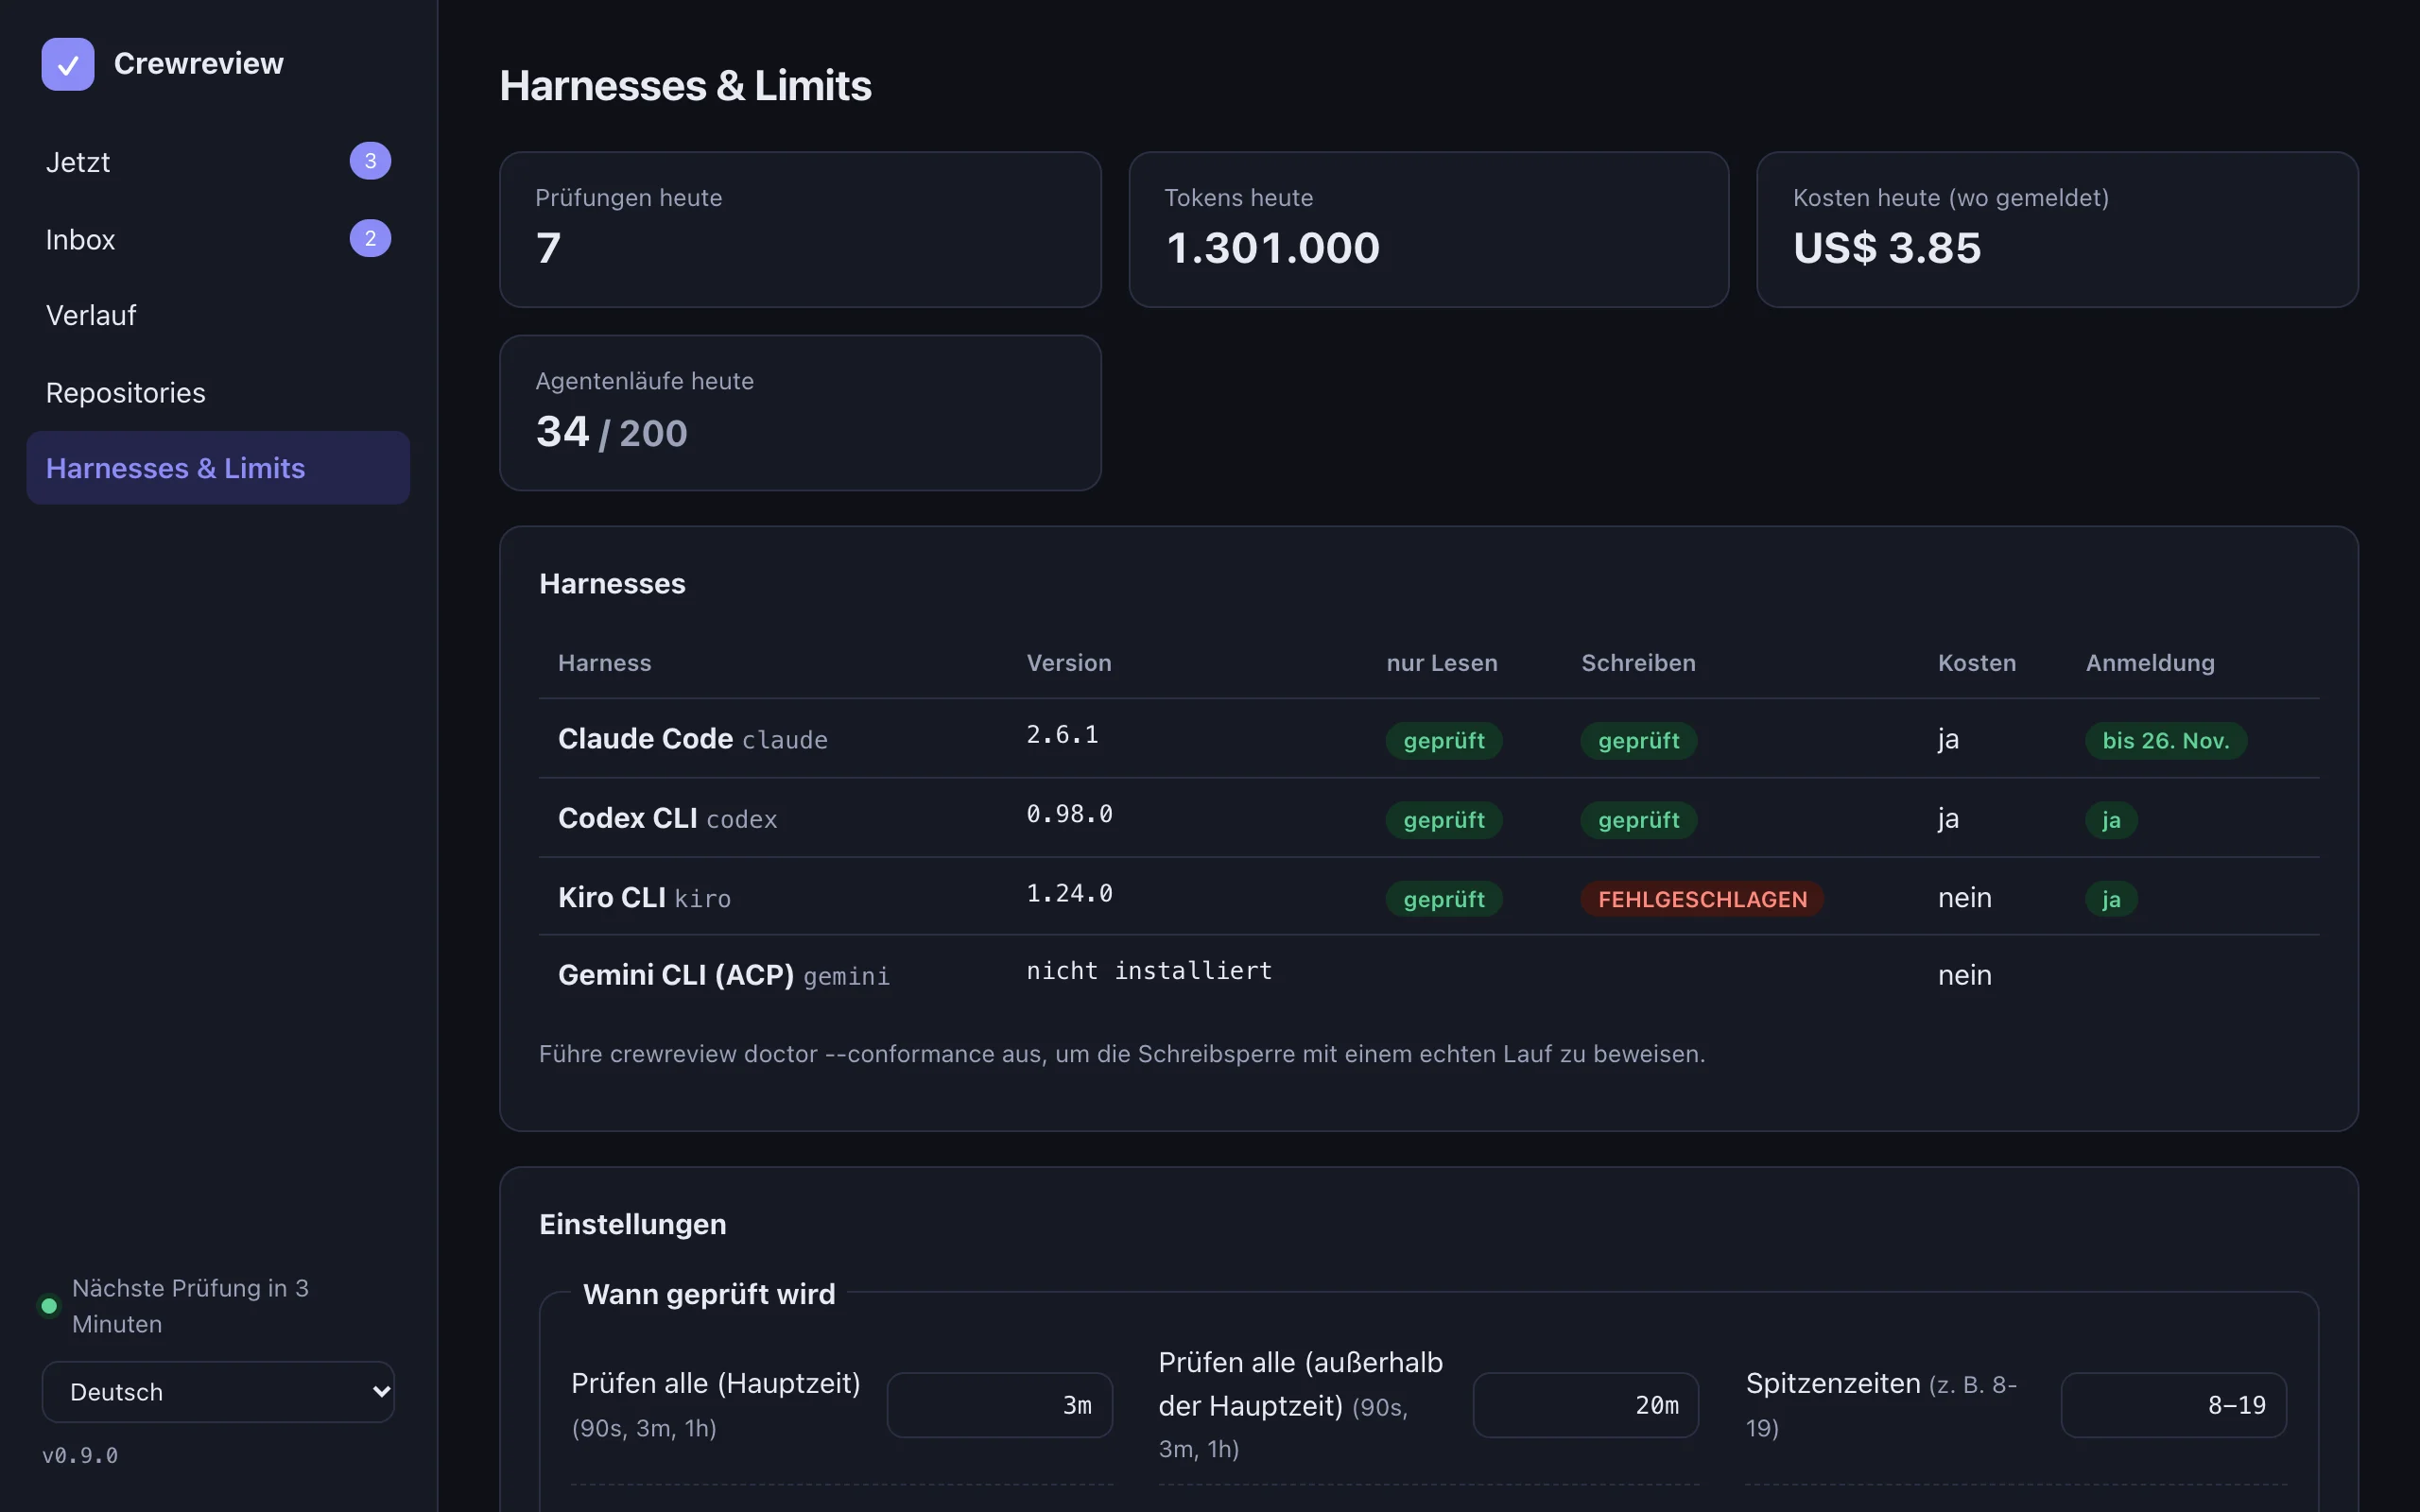 Crewreview
Jetzt 3
Inbox 2
Verlauf
Repositories
Harnesses & Limits
Nächste Prüfung in 3
Minuten
Deutsch
v0.9.0
Harnesses & Limits
Prüfungen heute
7
Tokens heute
1.301.000
Kosten heute (wo gemeldet)
US$ 3.85
Agentenläufe heute
34 / 200
Harnesses
Harness Version nur Lesen Schreiben Kosten Anmeldung
Claude Code claude 2.6.1 geprüft geprüft ja bis 26. Nov.
Codex CLI codex 0.98.0 geprüft geprüft ja ja
Kiro CLI kiro 1.24.0 geprüft FEHLGESCHLAGEN nein ja
Gemini CLI (ACP) gemini nicht installiert nein
Führe crewreview doctor --conformance aus, um die Schreibsperre mit einem echten Lauf zu beweisen.
Einstellungen
Wann geprüft wird
Prüfen alle (Hauptzeit)
(90s, 3m, 1h)
3m
Prüfen alle (außerhalb
der Hauptzeit) (90s,
3m, 1h)
20m
Spitzenzeiten (z. B. 8-
19)
8–19